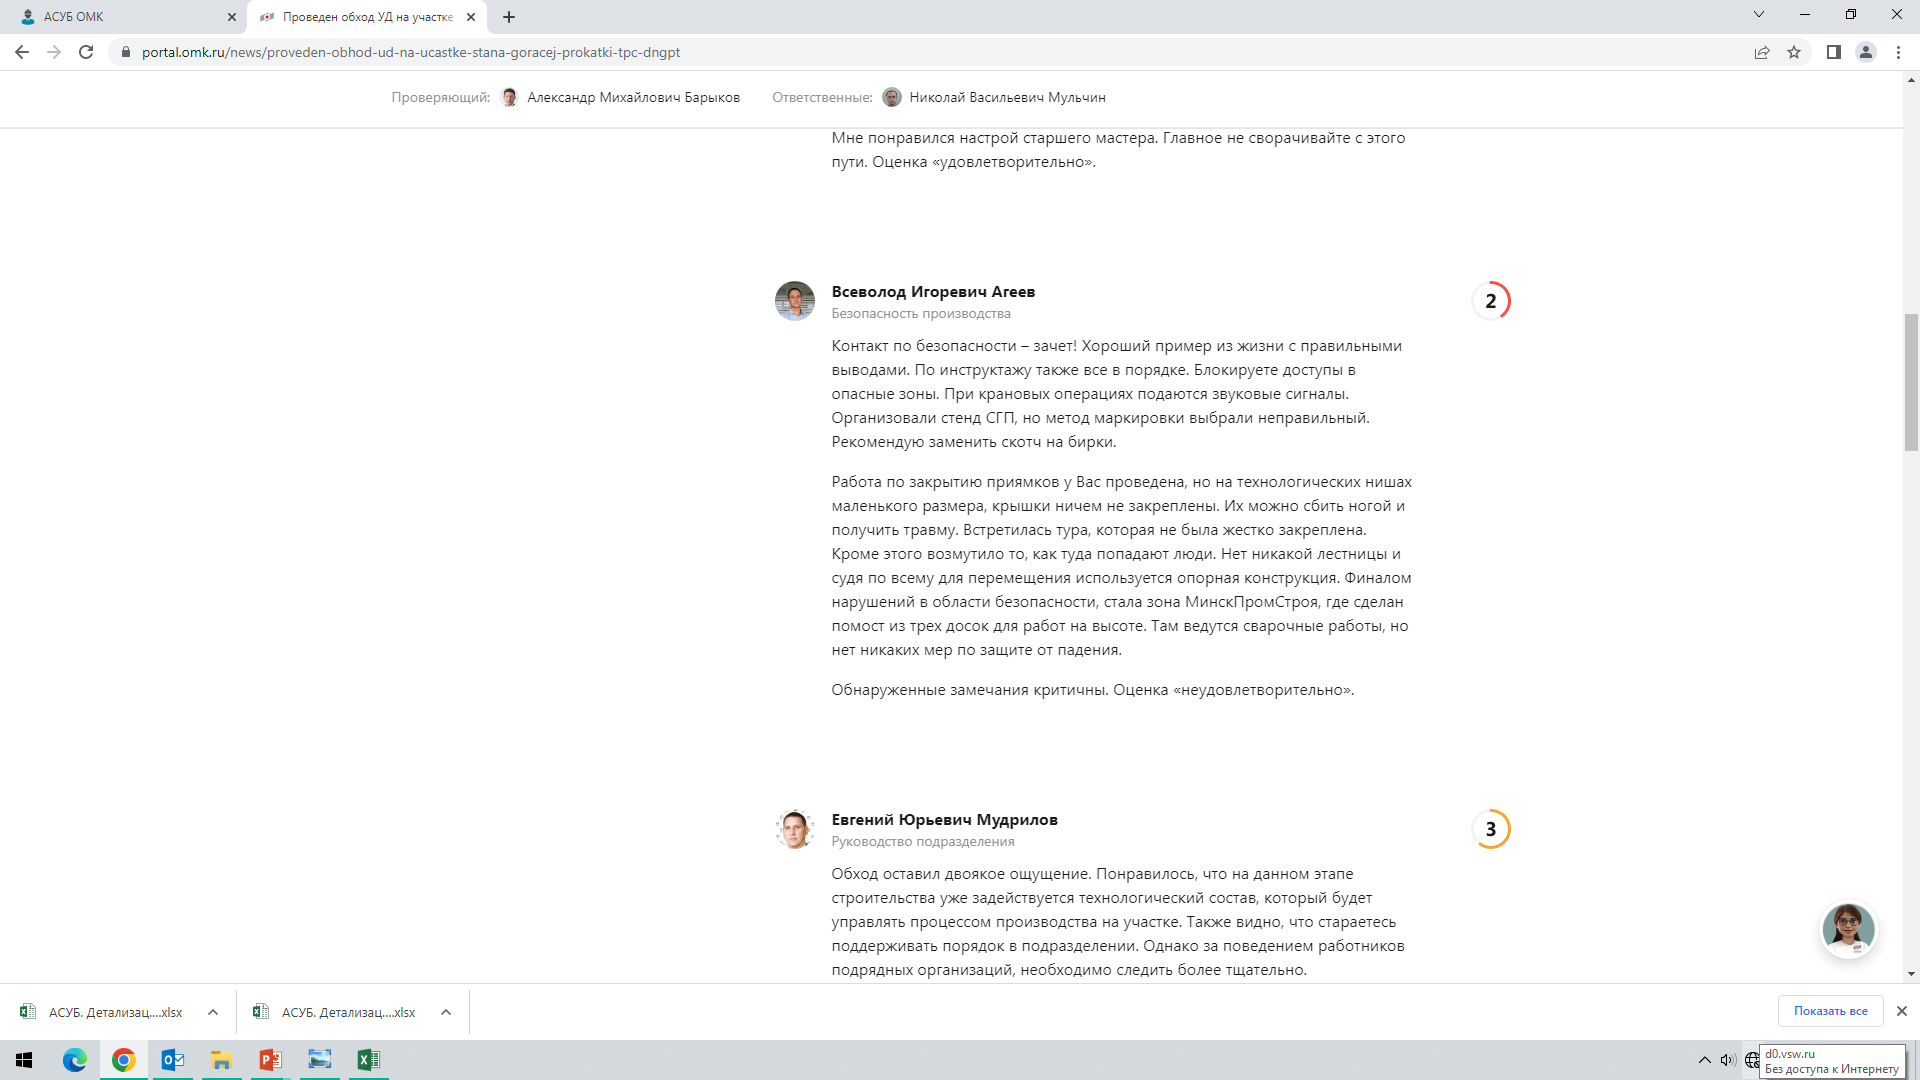 АСУБ ОМК
Проведен обход УД на участке
portal.omk.ru/news/proveden-obhod-ud-na-ucastke-stana-goracej-prokatki-tpc-dngpt
Проверяющий: Александр Михайлович Барыков Ответственные: Николай Васильевич Мульчин
Мне понравился настрой старшего мастера. Главное не сворачивайте с этого
пути. Оценка «удовлетворительно».
Всеволод Игоревич Агеев
2
Безопасность производства
Контакт по безопасности – зачет! Хороший пример из жизни с правильными
выводами. По инструктажу также все в порядке. Блокируете доступы в
опасные зоны. При крановых операциях подаются звуковые сигналы.
Организовали стенд СГП, но метод маркировки выбрали неправильный.
Рекомендую заменить скотч на бирки.
Работа по закрытию приямков у Вас проведена, но на технологических нишах
маленького размера, крышки ничем не закреплены. Их можно сбить ногой и
получить травму. Встретилась тура, которая не была жестко закреплена.
Кроме этого возмутило то, как туда попадают люди. Нет никакой лестницы и
судя по всему для перемещения используется опорная конструкция. Финалом
нарушений в области безопасности, стала зона МинскПромСтроя, где сделан
помост из трех досок для работ на высоте. Там ведутся сварочные работы, но
нет никаких мер по защите от падения.
Обнаруженные замечания критичны. Оценка «неудовлетворительно».
Евгений Юрьевич Мудрилов
3
Руководство подразделения
Обход оставил двоякое ощущение. Понравилось, что на данном этапе
строительства уже задействуется технологический состав, который будет
управлять процессом производства на участке. Также видно, что стараетесь
поддерживать порядок в подразделении. Однако за поведением работников
подрядных организаций, необходимо следить более тщательно.
АСУБ. Детализац....xlsx
АСУБ. Детализац....xlsx
Показать все
d0.vsw.ru
Без доступа к Интернету